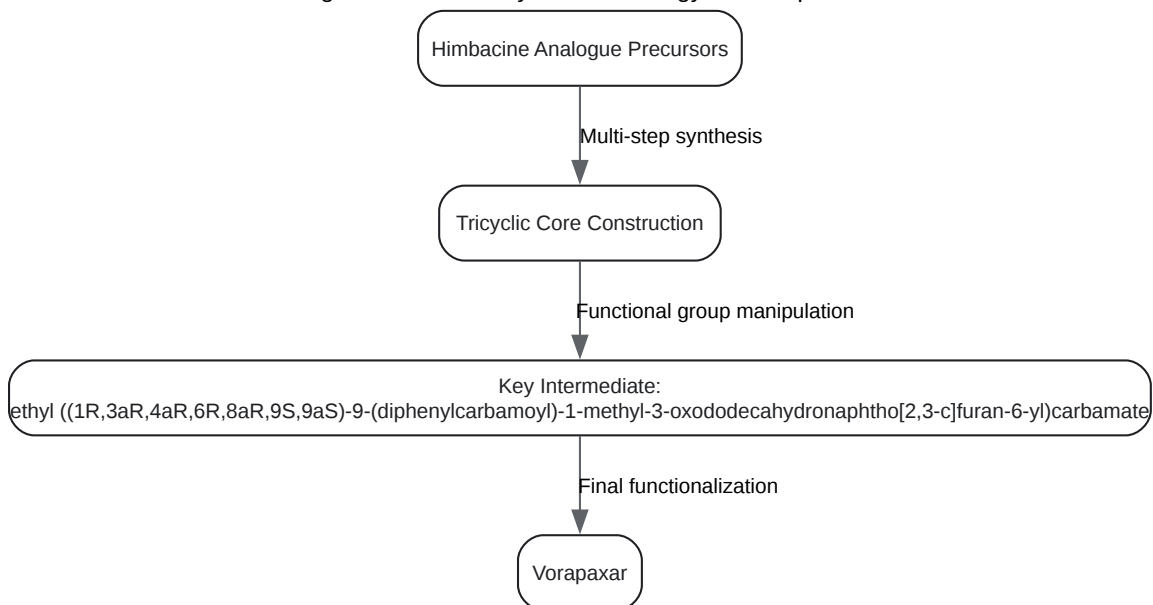 Himbacine Analogue Precursors
Multi-step synthesis
Tricyclic Core Construction
Functional group manipulation
Key Intermediate:
ethyl ((1R,3aR,4aR,6R,8aR,9S,9aS)-9-(diphenylcarbamoyl)-1-methyl-3-oxododecahydronaphtho[2,3-c]furan-6-yl)carbamate
Final functionalization
Vorapaxar